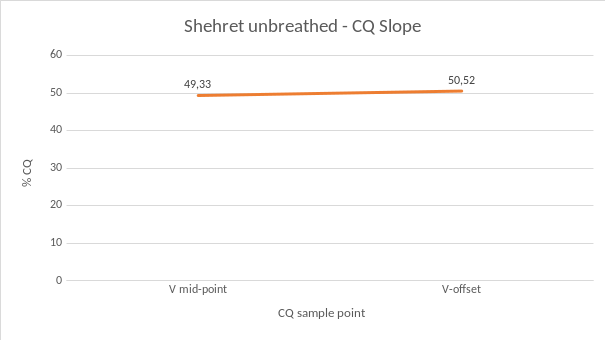 Shehret unbreathed - CQ Slope
60
50
40
30
20
10
0
% CQ
49,33
50,52
V mid-point
V-offset
CQ sample point